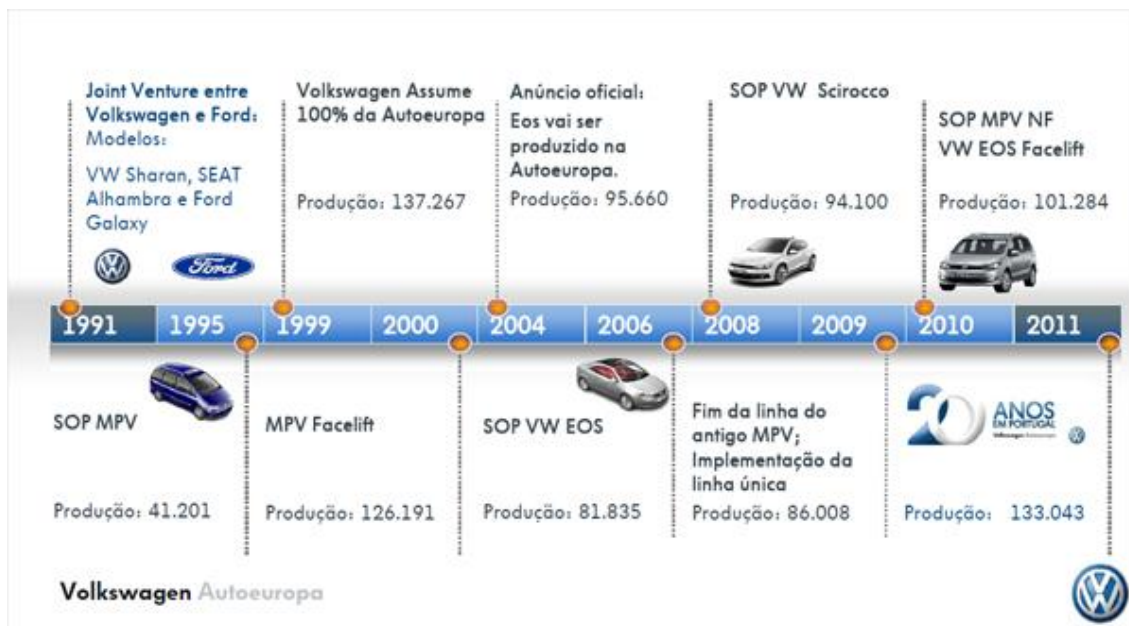 Joint Venture entre
Volkswagen e Ford:
Modelos:
VW Sharan, SEAT
Alhambra e Ford
Galaxy
Ford
Volkswagen Assume
100% da Autoeuropa
Produção: 137.267
Anúncio oficial:
Eos vai ser
produzido na
Autoeuropa.
Produção: 95.660
SOP VW Scirocco
Produção: 94.100
SOP MPV NF
VW EOS Facelift
Produção: 101.284
1991 1995 1999 2000 2004 2006 2008 2009 2010 2011
SOP MPV
Produção: 41.201
MPV Facelift
Produção: 126.191
SOP VW EOS
Produção: 81.835
Fim da linha do
antigo MPV;
Implementação da
linha única
Produção: 86.008
20 ANOS
EM PORTUGAL
Volkswagen Autoeuropa
Produção: 133.043
Volkswagen Autoeuropa